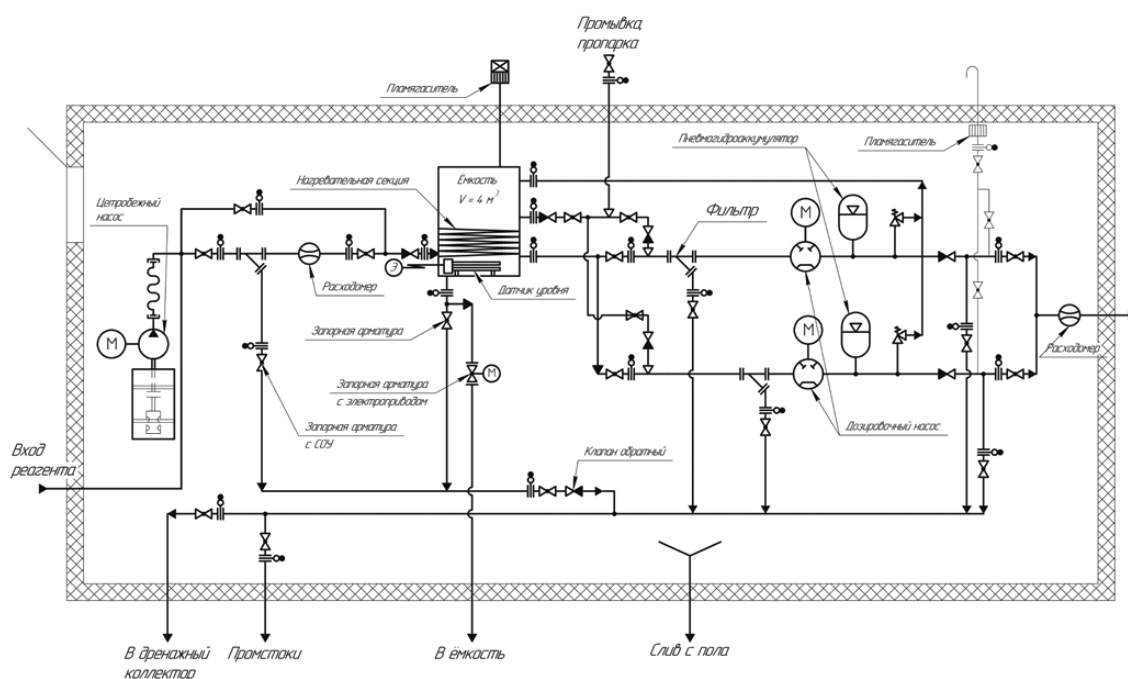 Промывка,
пропарка
Пламягаситель
Пневмогидроаккумулятор
Пламягаситель
Нагревательная секция
Емкость
V = 4 м³
Цетробежный
насос
Фильтр
М
М
Э
Расходомер
Датчик уровня
М
Запорная арматура
М
Расходомер
Запорная арматура
с электроприводом
М
Запорная арматура
с СОУ
Дозировочный насос
Вход
реагента
Клапан обратный
В дренажный
коллектор
Промстоки
В ёмкость
Слив с пола